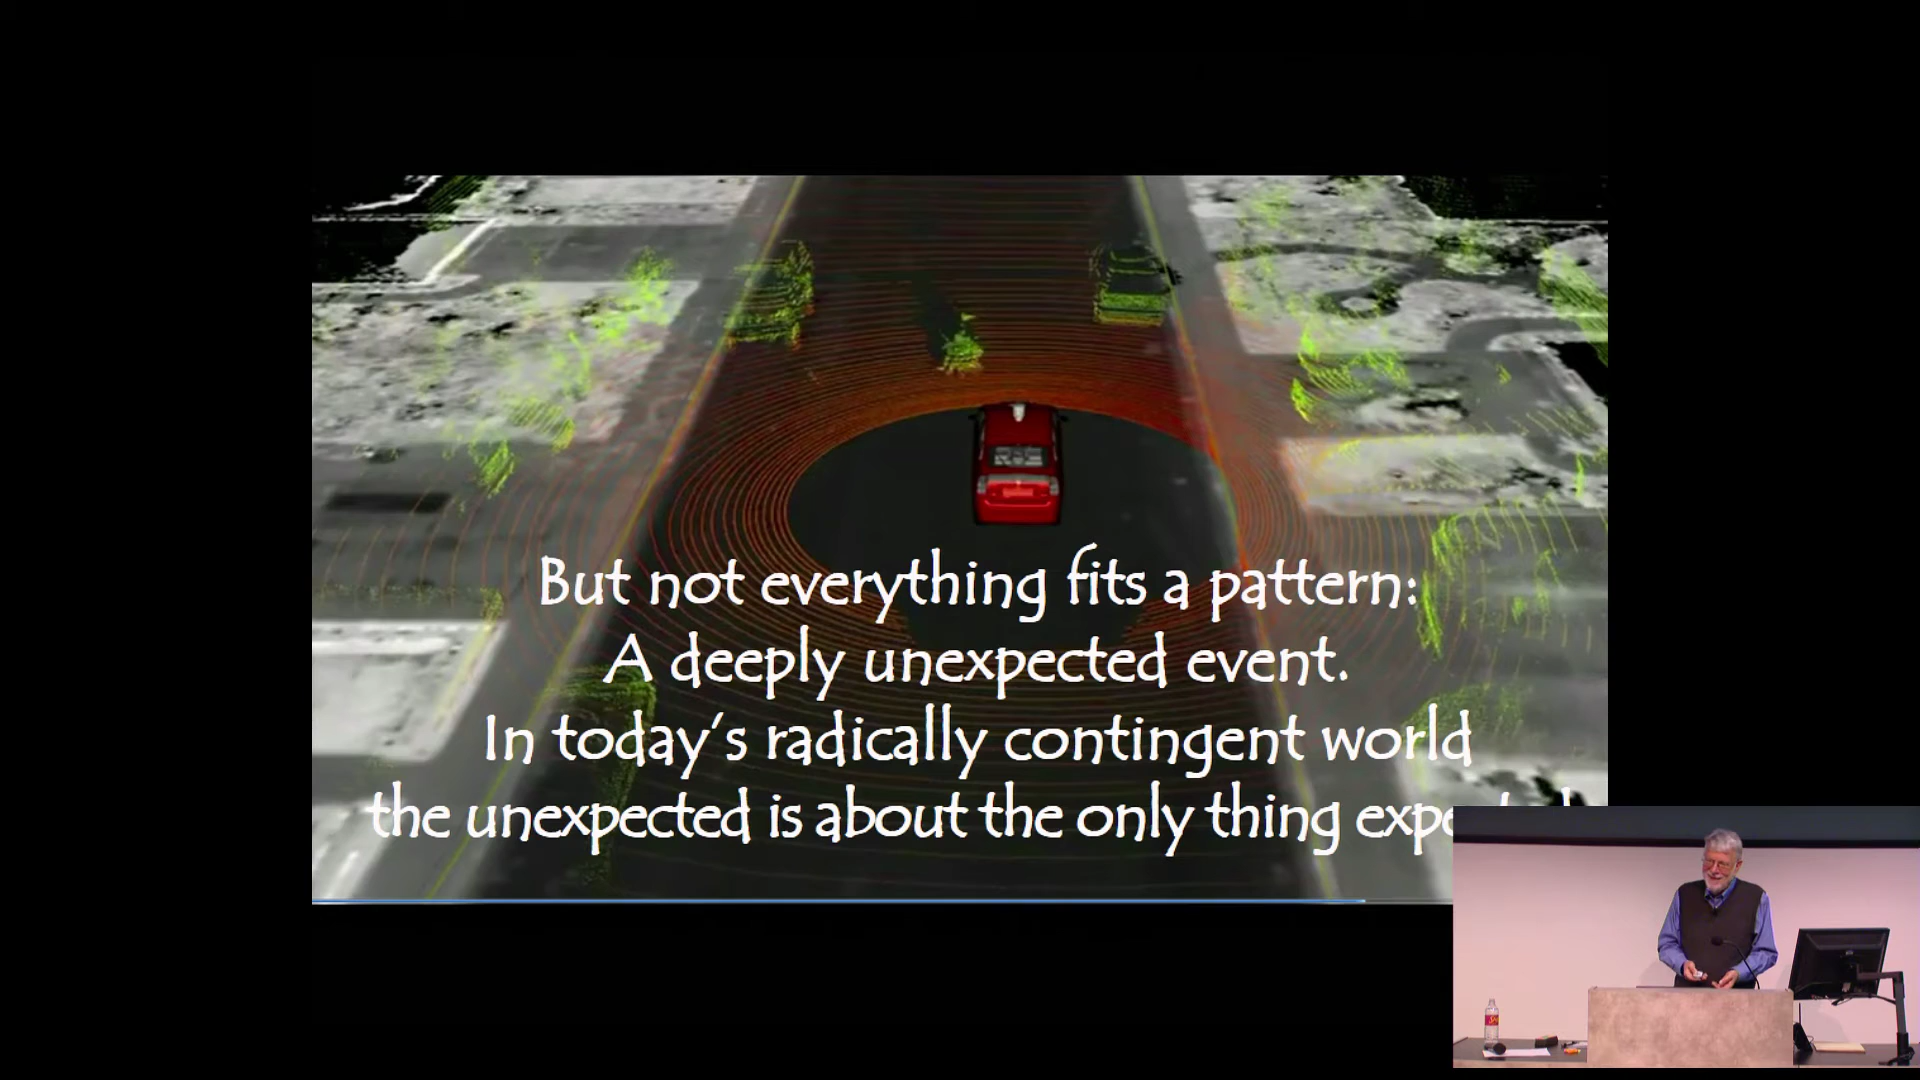 But not everything fits a pattern:
A deeply unexpected event.
In today's radically contingent world
the unexpected is about the only thing